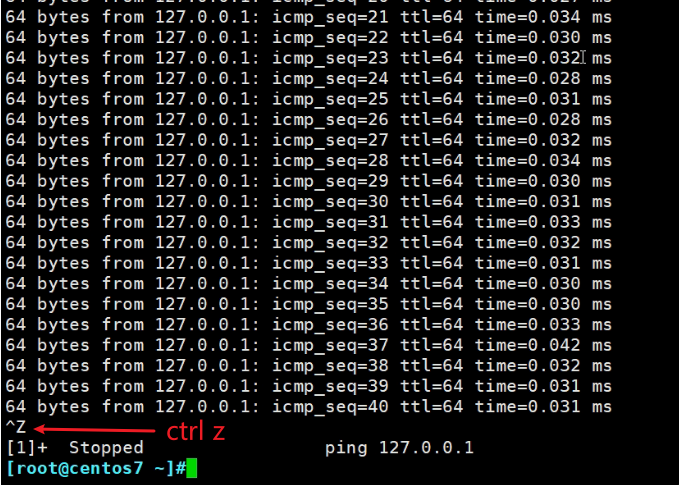 64 bytes from 127.0.0.1: icmp_seq=21 ttl=64 time=0.034 ms
64 bytes from 127.0.0.1: icmp_seq=22 ttl=64 time=0.030 ms
64 bytes from 127.0.0.1: icmp_seq=23 ttl=64 time=0.032 ms
64 bytes from 127.0.0.1: icmp_seq=24 ttl=64 time=0.028 ms
64 bytes from 127.0.0.1: icmp_seq=25 ttl=64 time=0.031 ms
64 bytes from 127.0.0.1: icmp_seq=26 ttl=64 time=0.028 ms
64 bytes from 127.0.0.1: icmp_seq=27 ttl=64 time=0.032 ms
64 bytes from 127.0.0.1: icmp_seq=28 ttl=64 time=0.034 ms
64 bytes from 127.0.0.1: icmp_seq=29 ttl=64 time=0.030 ms
64 bytes from 127.0.0.1: icmp_seq=30 ttl=64 time=0.031 ms
64 bytes from 127.0.0.1: icmp_seq=31 ttl=64 time=0.033 ms
64 bytes from 127.0.0.1: icmp_seq=32 ttl=64 time=0.032 ms
64 bytes from 127.0.0.1: icmp_seq=33 ttl=64 time=0.031 ms
64 bytes from 127.0.0.1: icmp_seq=34 ttl=64 time=0.030 ms
64 bytes from 127.0.0.1: icmp_seq=35 ttl=64 time=0.030 ms
64 bytes from 127.0.0.1: icmp_seq=36 ttl=64 time=0.033 ms
64 bytes from 127.0.0.1: icmp_seq=37 ttl=64 time=0.042 ms
64 bytes from 127.0.0.1: icmp_seq=38 ttl=64 time=0.032 ms
64 bytes from 127.0.0.1: icmp_seq=39 ttl=64 time=0.031 ms
64 bytes from 127.0.0.1: icmp_seq=40 ttl=64 time=0.031 ms
^Z ctrl z
[1]+  Stopped                 ping 127.0.0.1
[root@centos7 ~]#